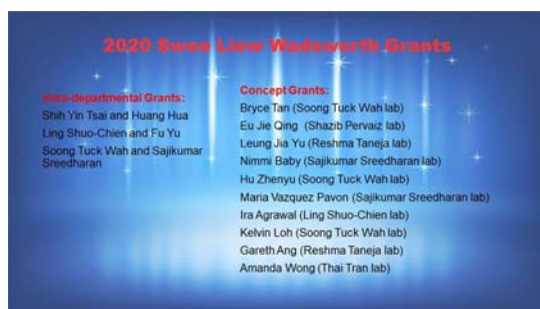 2020 Swee Liew Wadsworth Grants
Intra-departmental Grants:
Shih Yin Tsai and Huang Hua
Ling Shuo-Chien and Fu Yu
Soong Tuck Wah and Sajikumar
Sreedharan
Concept Grants:
Bryce Tan (Soong Tuck Wah lab)
Eu Jie Qing (Shazib Pervaiz lab)
Leung Jia Yu (Reshma Taneja lab)
Nimmi Baby (Sajikumar Sreedharan lab)
Hu Zhenyu (Soong Tuck Wah lab)
Maria Vazquez Pavon (Sajikumar Sreedharan lab)
Ira Agrawal (Ling Shuo-Chien lab)
Kelvin Loh (Soong Tuck Wah lab)
Gareth Ang (Reshma Taneja lab)
Amanda Wong (Thai Tran lab)